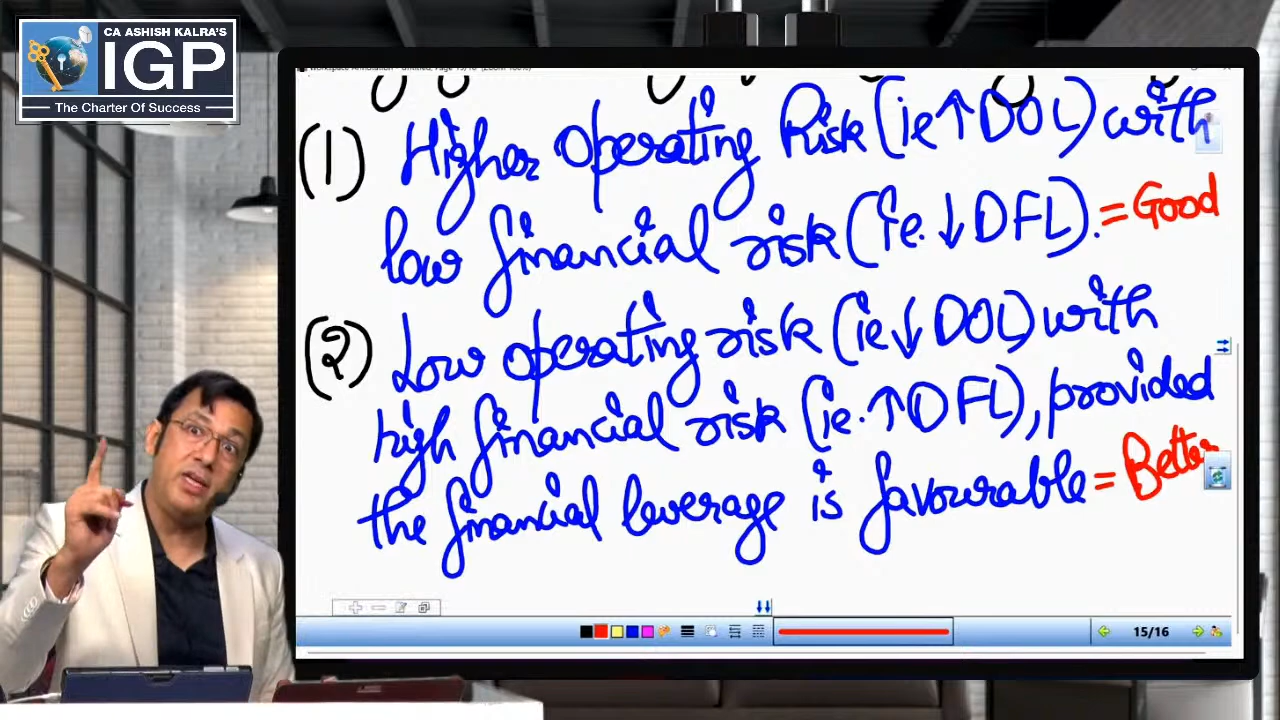 CA ASHISH KALRA'S
IGP
The Charter Of Success
(1) Higher operating Risk (ie ↑ DOL) with
low financial risk (ie. ↓ DFL). = Good
(2) Low operating risk (ie ↓ DOL) with
high financial risk (ie. ↑ DFL), provided
the financial leverage is favourable = Better
15/16